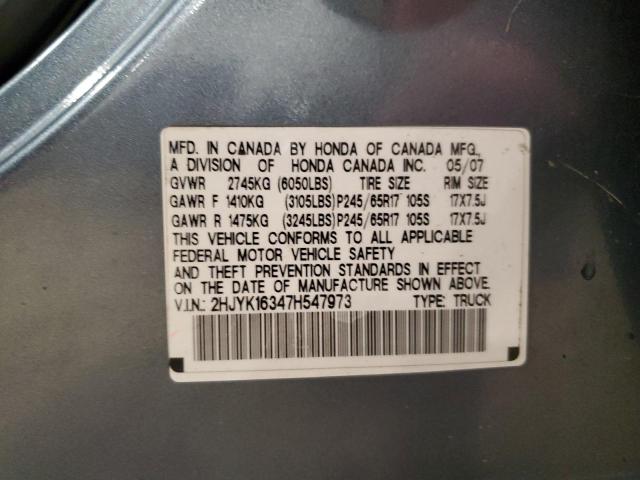 MFD. IN CANADA BY HONDA OF CANADA MFG.,
A DIVISION OF HONDA CANADA INC. 05/07
GVWR 2745KG (6050LBS) TIRE SIZE RIM SIZE
GAWR F 1410KG (3105LBS)P245/65R17 105S 17X7.5J
GAWR R 1475KG (3245LBS)P245/65R17 105S 17X7.5J
THIS VEHICLE CONFORMS TO ALL APPLICABLE
FEDERAL MOTOR VEHICLE SAFETY
AND THEFT PREVENTION STANDARDS IN EFFECT
ON THE DATE OF MANUFACTURE SHOWN ABOVE.
V.I.N.: 2HJYK16347H547973 TYPE: TRUCK